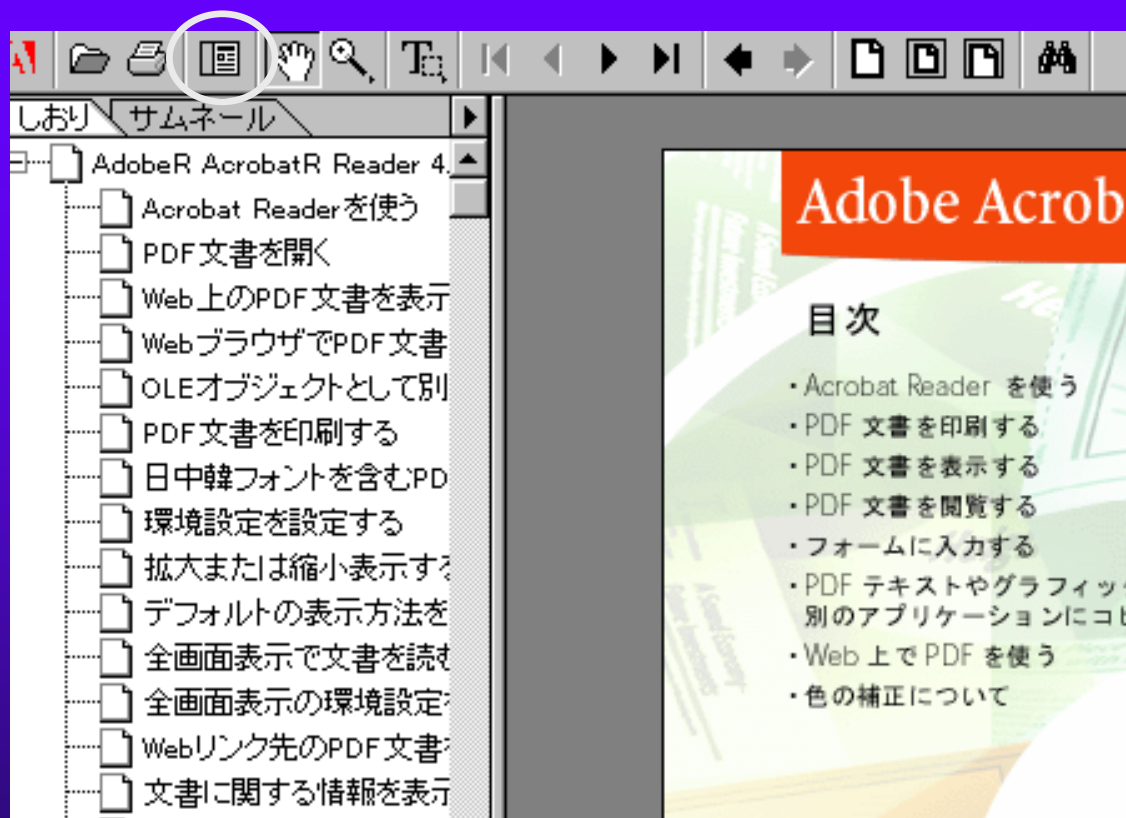 しおり サムネール
AdobeR AcrobatR Reader 4.
Acrobat Readerを使う
PDF文書を開く
Web上のPDF文書を表示
WebブラウザでPDF文書
OLEオブジェクトとして別
PDF文書を印刷する
日中韓フォントを含むPD
環境設定を設定する
拡大または縮小表示する
デフォルトの表示方法を
全画面表示で文書を読む
全画面表示の環境設定
Webリンク先のPDF文書
文書に関する情報を表示
Adobe Acrob
目次
・Acrobat Reader を使う
・PDF 文書を印刷する
・PDF 文書を表示する
・PDF 文書を閲覧する
・フォームに入力する
・PDF テキストやグラフィッ
別のアプリケーションにコピ
・Web 上で PDF を使う
・色の補正について